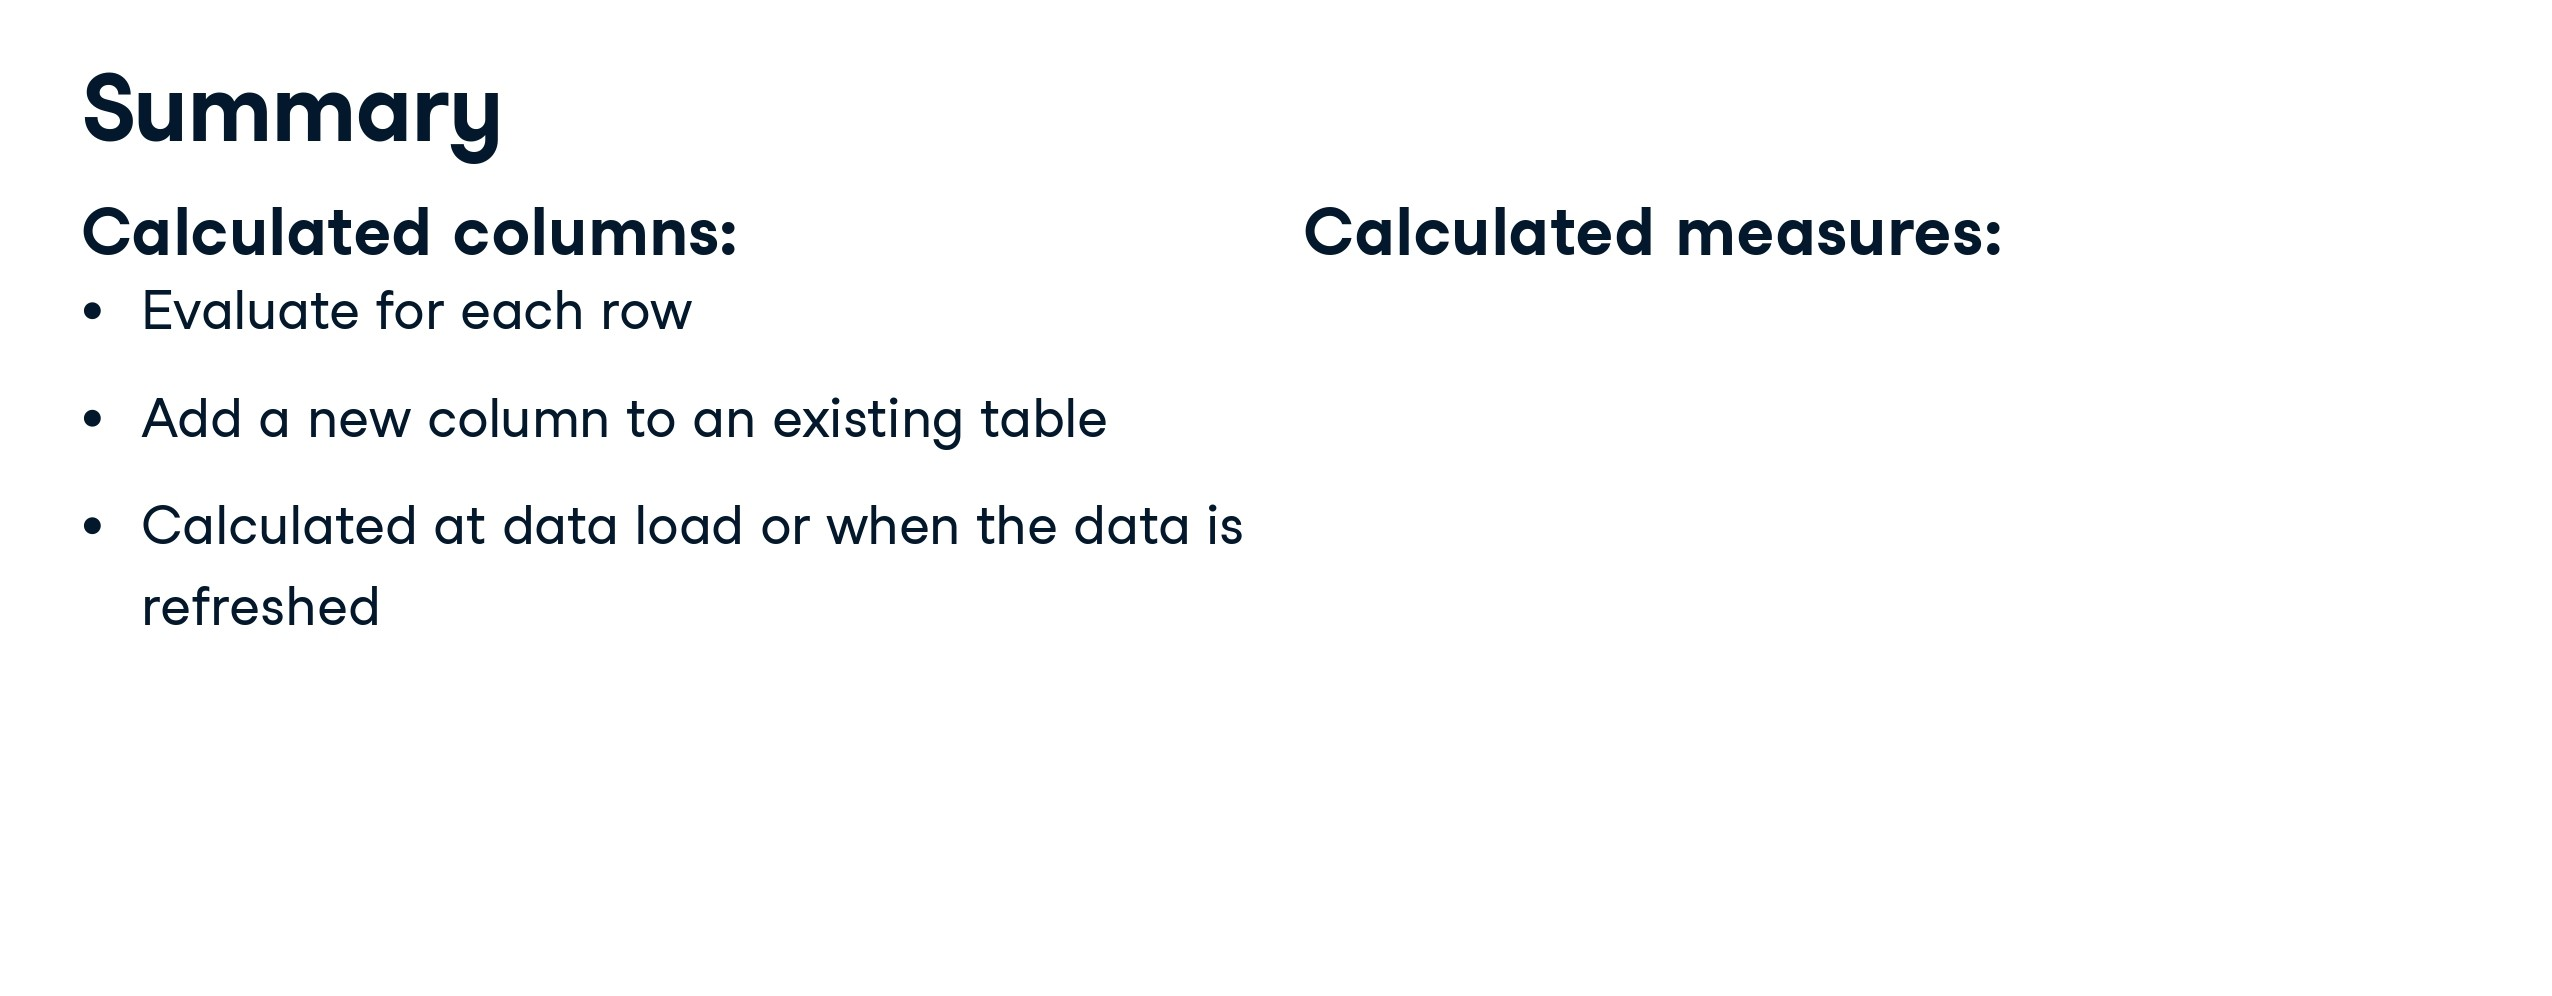 Summary
Calculated columns:
• Evaluate for each row
• Add a new column to an existing table
• Calculated at data load or when the data is
refreshed
Calculated measures: